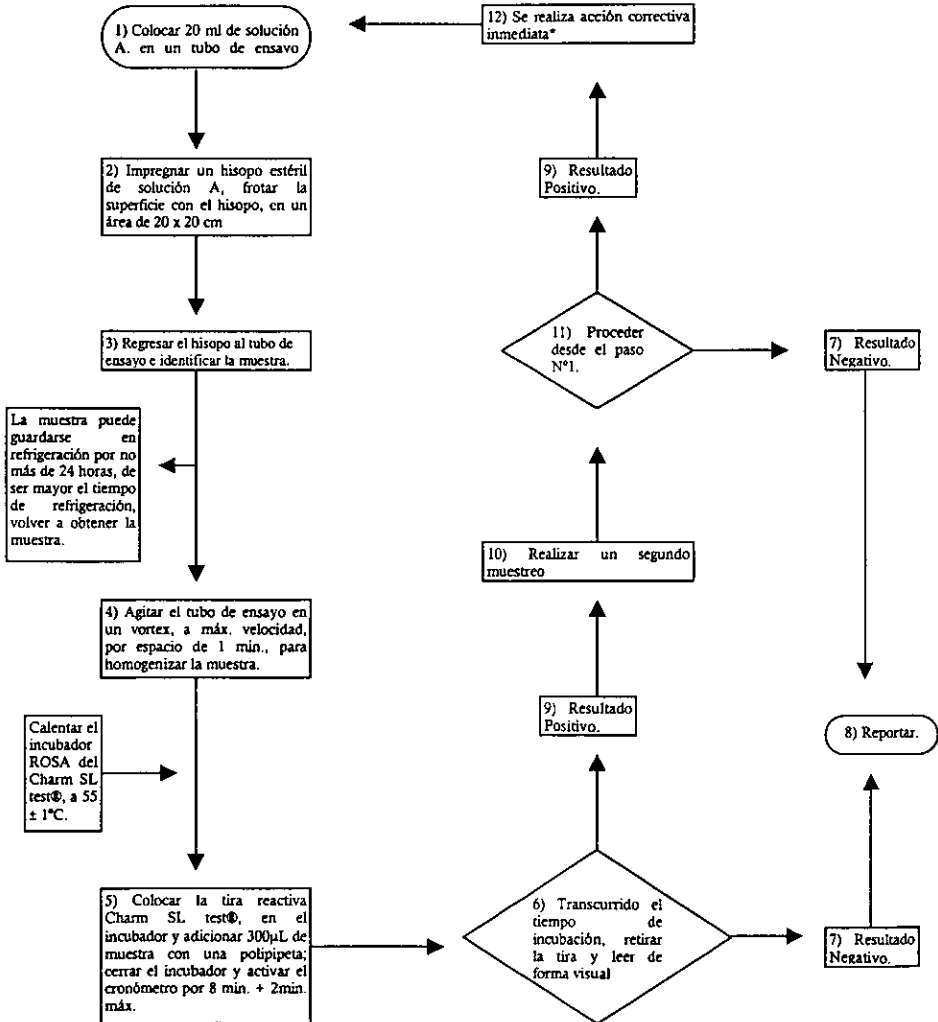 1) Colocar 20 ml de solución
A. en un tubo de ensayo
2) Impregnar un hisopo estéril
de solución A, frotar la
superficie con el hisopo, en un
área de 20 x 20 cm
3) Regresar el hisopo al tubo de
ensayo e identificar la muestra.
La muestra puede
guardarse en
refrigeración por no
más de 24 horas, de
ser mayor el tiempo
de refrigeración,
volver a obtener la
muestra.
4) Agitar el tubo de ensayo en
un vortex, a máx. velocidad,
por espacio de 1 min., para
homogenizar la muestra.
Calentar el
incubador
ROSA del
Charm SL
test®, a 55
± 1°C.
5) Colocar la tira reactiva
Charm SL test®, en el
incubador y adicionar 300µL de
muestra con una polipipeta;
cerrar el incubador y activar el
cronómetro por 8 min. + 2min.
máx.
6) Transcurrido el
tiempo de
incubación, retirar
la tira y leer de
forma visual
7) Resultado
Negativo.
8) Reportar.
9) Resultado
Positivo.
10) Realizar un segundo
muestreo
11) Proceder
desde el paso
N°1.
7) Resultado
Negativo.
9) Resultado
Positivo.
12) Se realiza acción correctiva
inmediata*